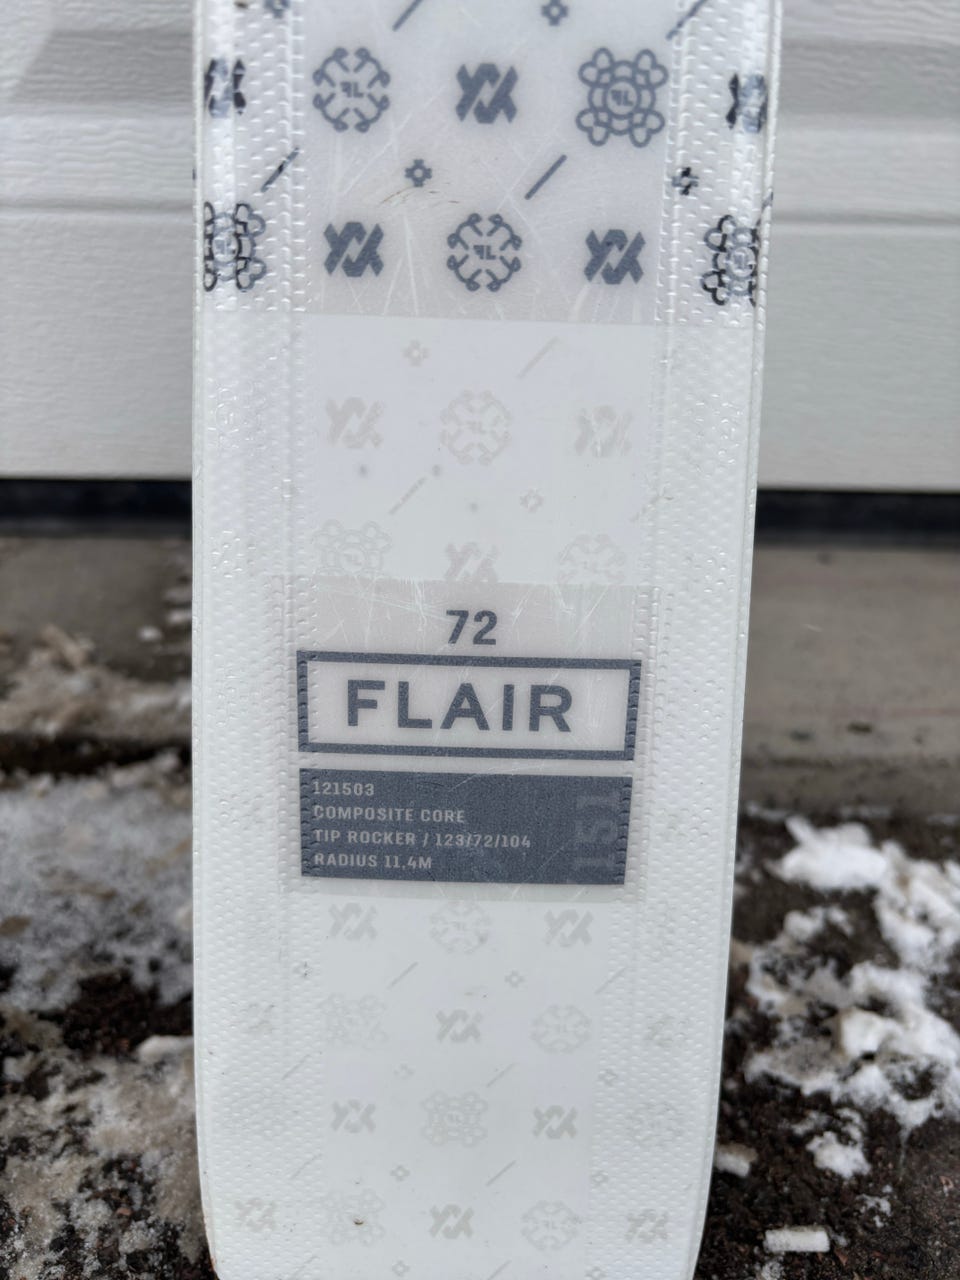 72
FLAIR
121503
COMPOSITE CORE
TIP ROCKER / 123/72/104
RADIUS 11.4M
151